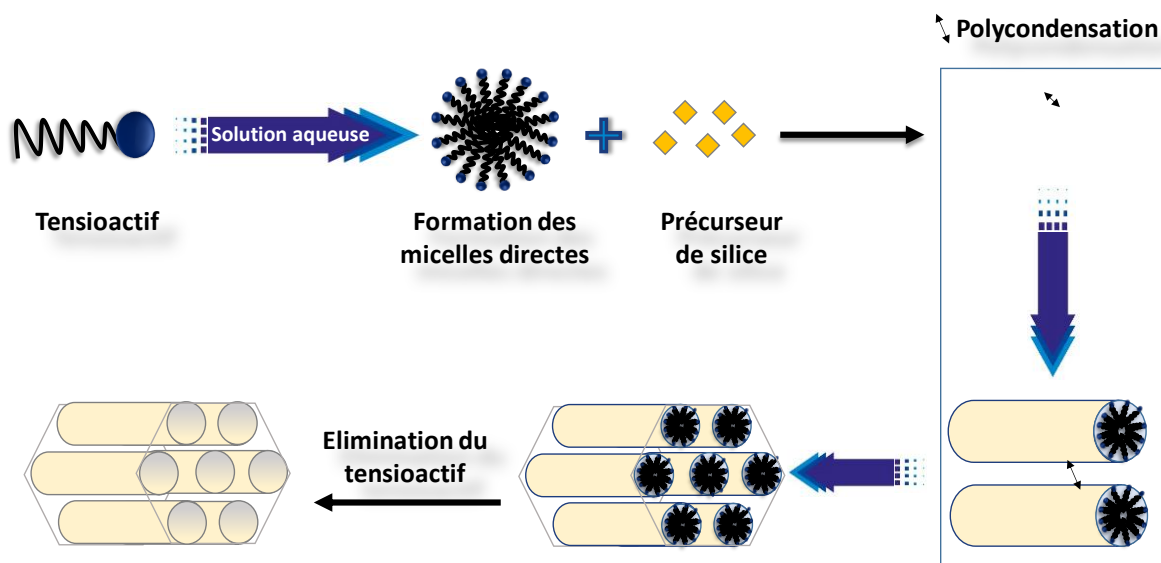 Polycondensation
Solution aqueuse
Tensioactif
Formation des
micelles directes
Précurseur
de silice
Elimination du
tensioactif